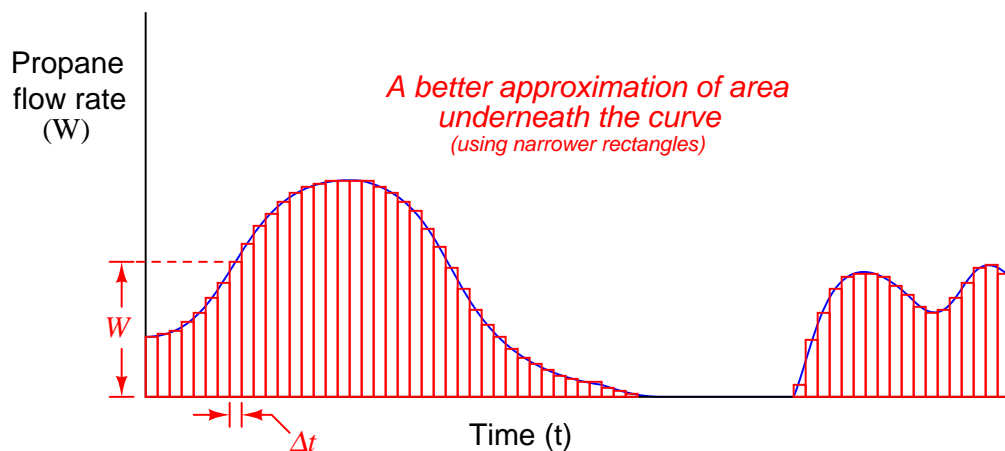 Propane
flow rate
(W)
A better approximation of area
underneath the curve
(using narrower rectangles)
W
Δt
Time (t)